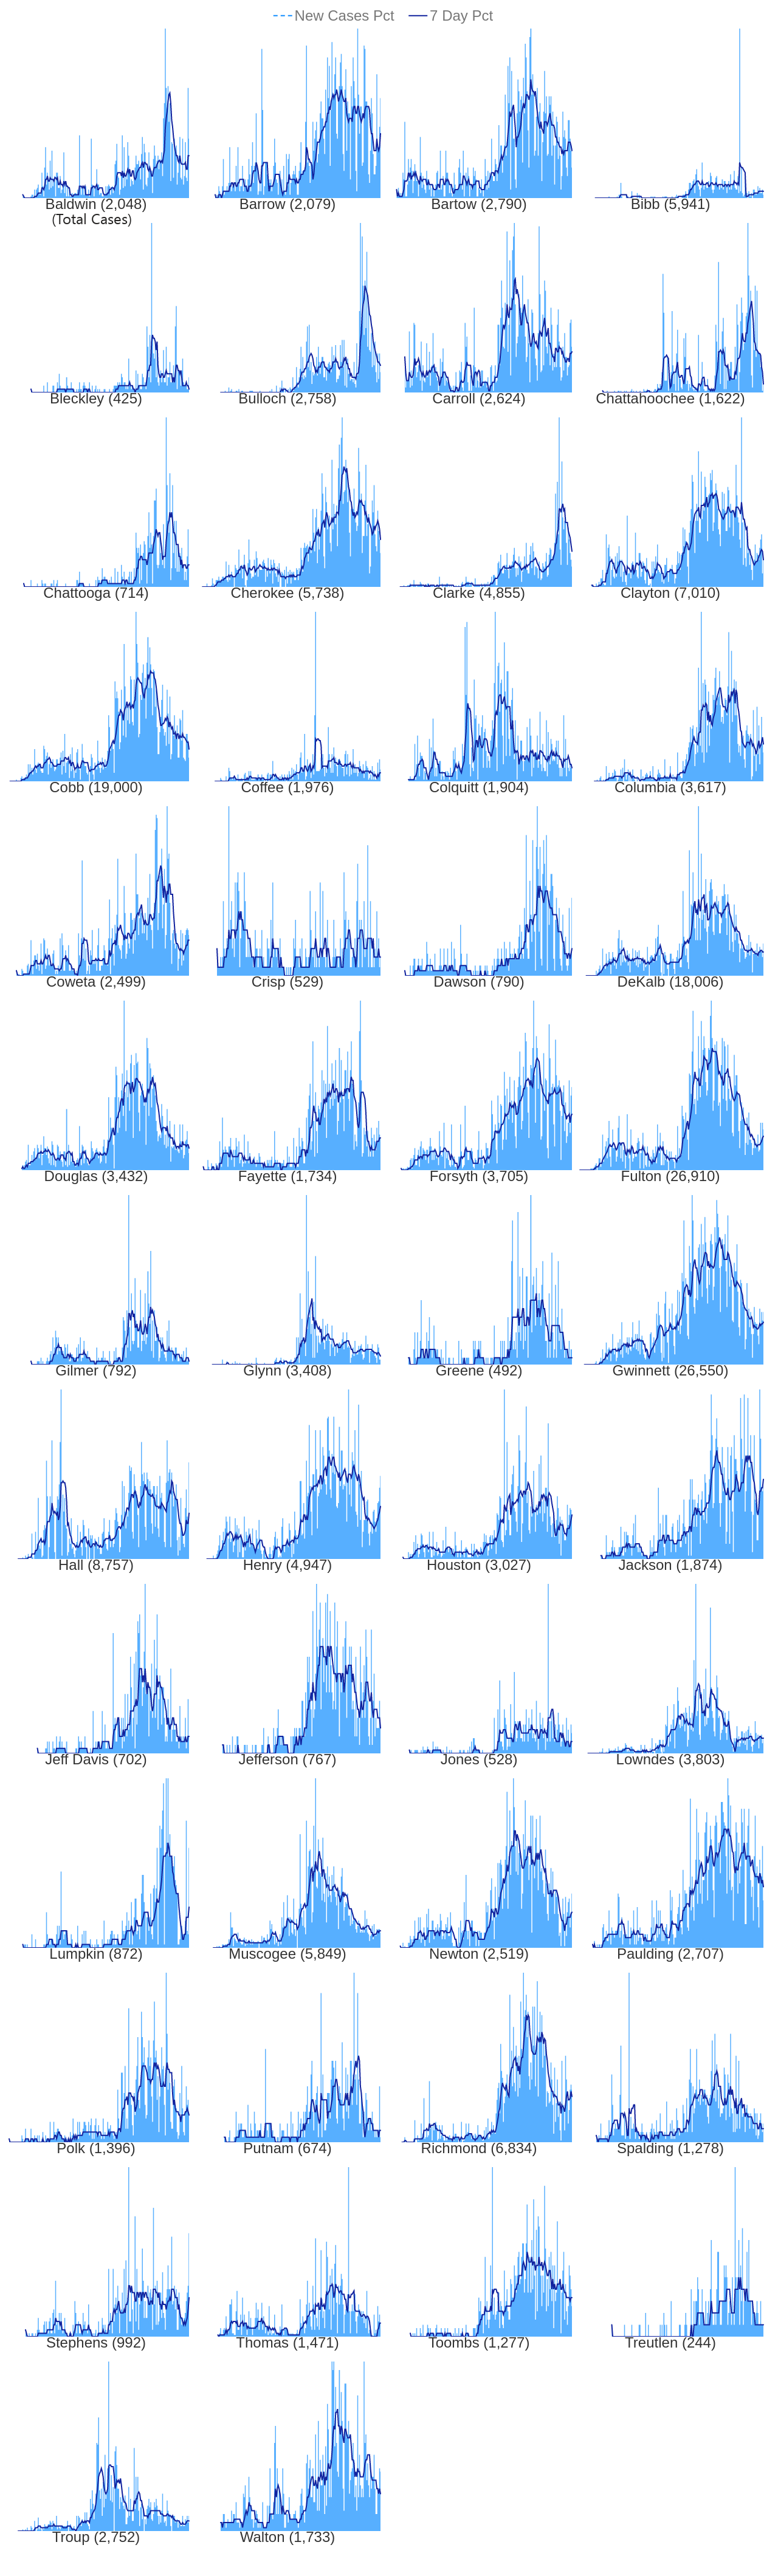 New Cases Pct 7 Day Pct
Baldwin (2,048) Barrow (2,079) Bartow (2,790) Bibb (5,941)
(Total Cases)
Bleckley (425) Bulloch (2,758) Carroll (2,624) Chattahoochee (1,622)
Chattooga (714) Cherokee (5,738) Clarke (4,855) Clayton (7,010)
Cobb (19,000) Coffee (1,976) Colquitt (1,904) Columbia (3,617)
Coweta (2,499) Crisp (529) Dawson (790) DeKalb (18,006)
Douglas (3,432) Fayette (1,734) Forsyth (3,705) Fulton (26,910)
Gilmer (792) Glynn (3,408) Greene (492) Gwinnett (26,550)
Hall (8,757) Henry (4,947) Houston (3,027) Jackson (1,874)
Jeff Davis (702) Jefferson (767) Jones (528) Lowndes (3,803)
Lumpkin (872) Muscogee (5,849) Newton (2,519) Paulding (2,707)
Polk (1,396) Putnam (674) Richmond (6,834) Spalding (1,278)
Stephens (992) Thomas (1,471) Toombs (1,277) Treutlen (244)
Troup (2,752) Walton (1,733)